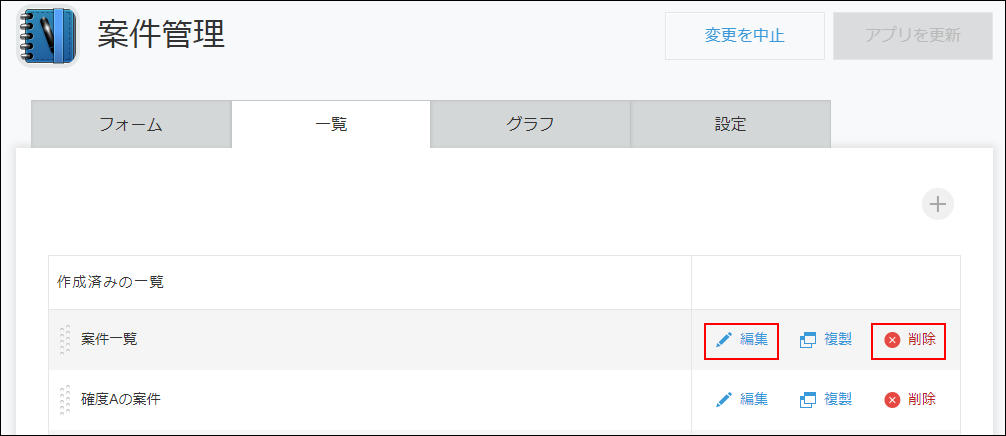 案件管理
変更を中止
アプリを更新
フォーム
一覧
グラフ
設定
作成済みの一覧
案件一覧
編集
複製
削除
確度Aの案件
編集
複製
削除